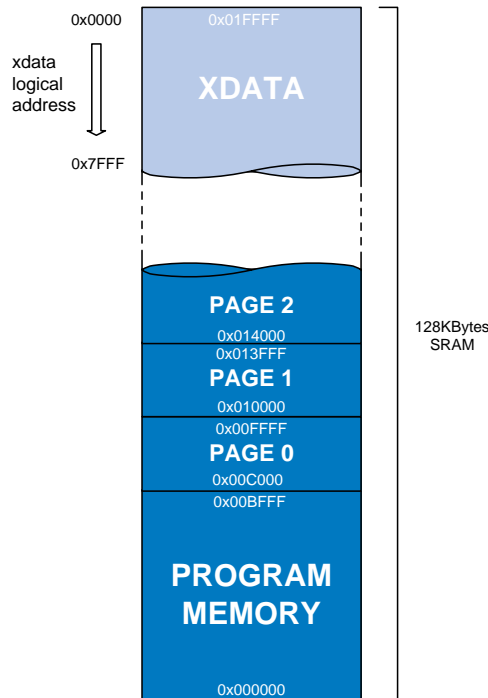 0x0000
0x01FFFF
xdata
logical
address
XDATA
0x7FFF
PAGE 2
0x014000
0x013FFF
PAGE 1
0x010000
0x00FFFF
PAGE 0
0x00C000
0x00BFFF
PROGRAM
MEMORY
0x000000
128KBytes
SRAM